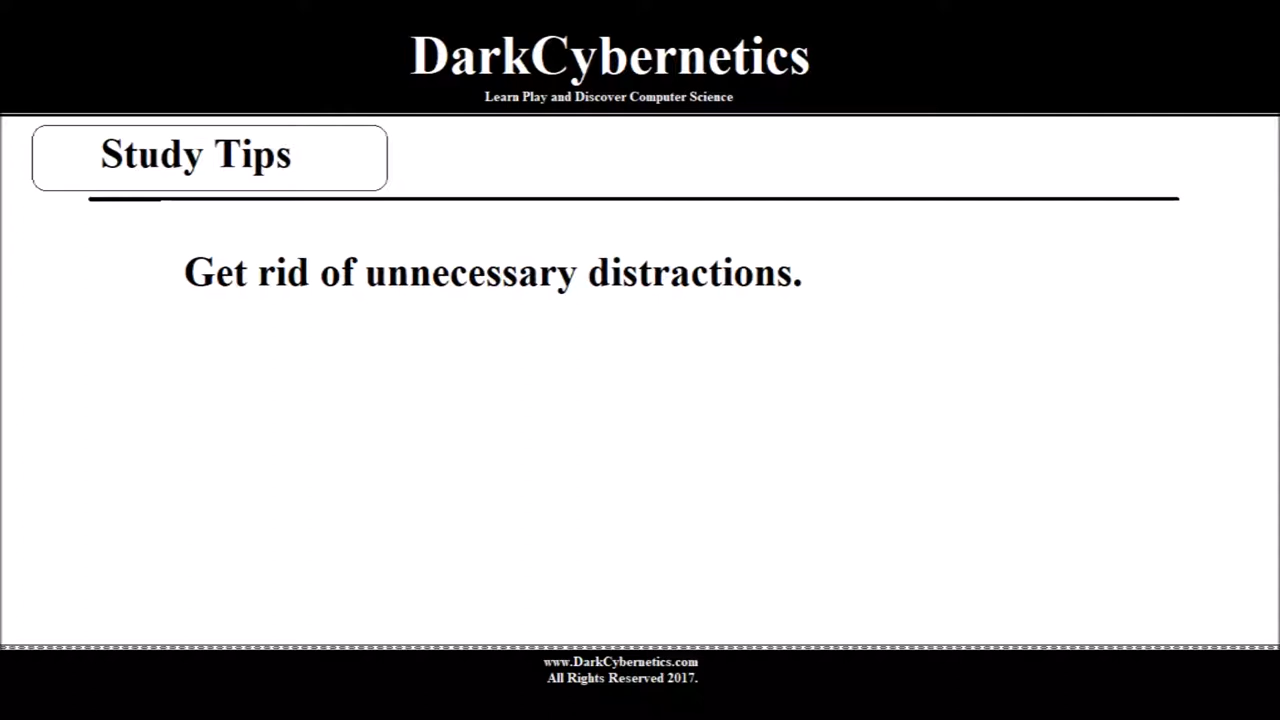 DarkCybernetics
Learn Play and Discover Computer Science
Study Tips
Get rid of unnecessary distractions.
www.DarkCybernetics.com
All Rights Reserved 2017.